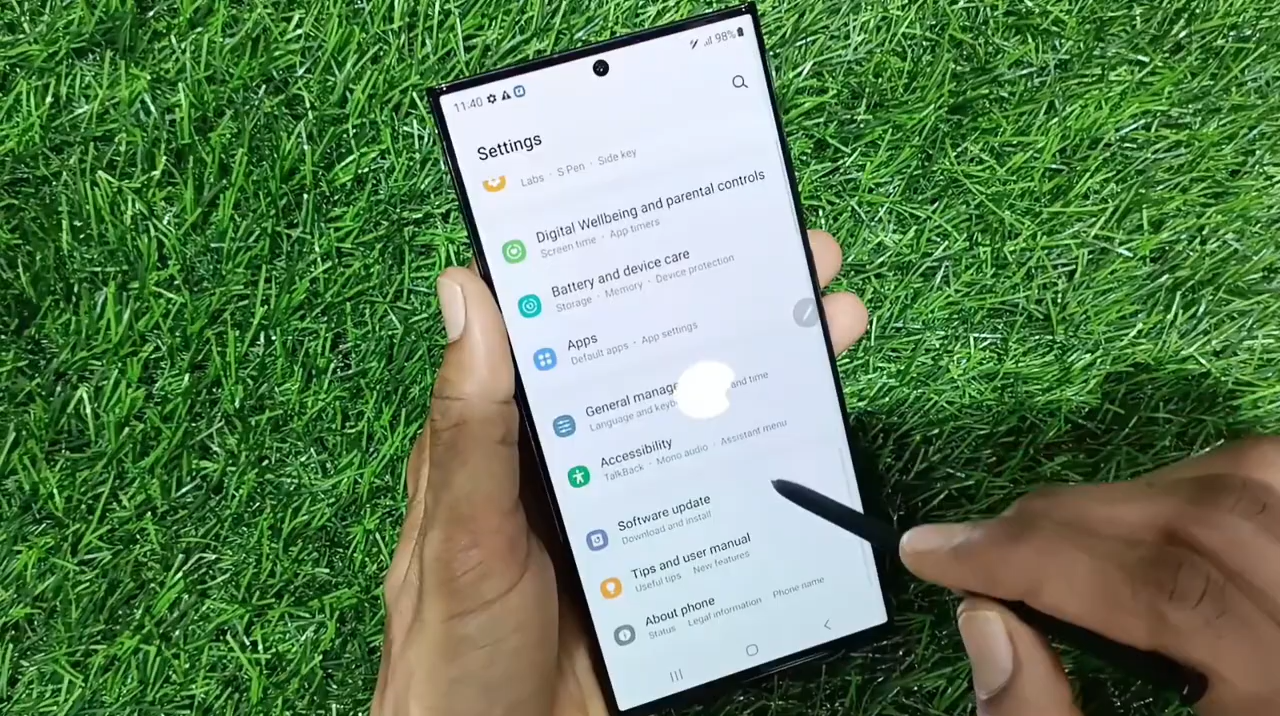 11:40 98%
Settings
Labs · S Pen · Side key
Digital Wellbeing and parental controls
Screen time · App timers
Battery and device care
Storage · Memory · Device protection
Apps
Default apps · App settings
General manage
Language and keyb and time
Accessibility
TalkBack · Mono audio · Assistant menu
Software update
Download and install
Tips and user manual
Useful tips · New features
About phone
Status · Legal information · Phone name